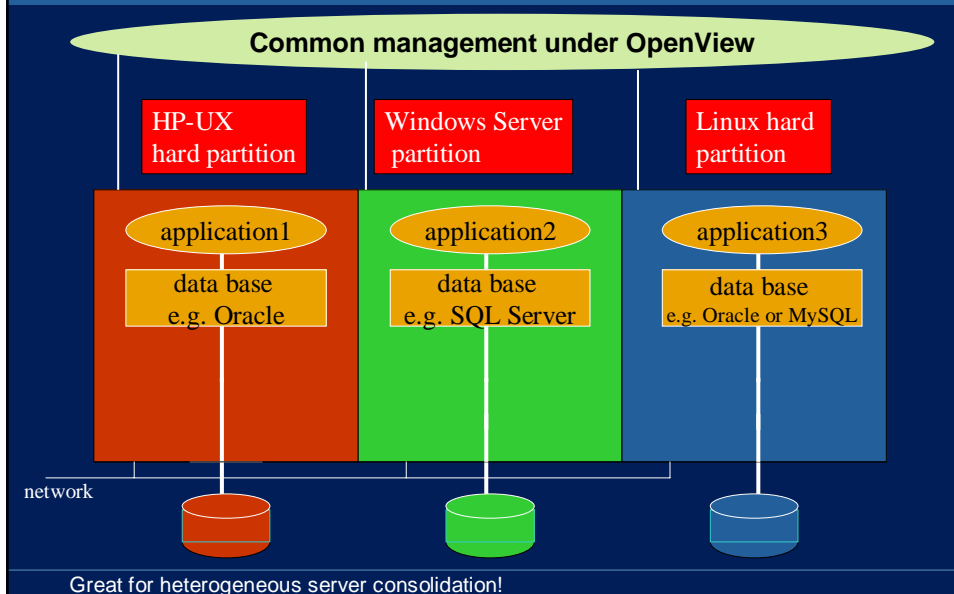 Common management under OpenView
HP-UX
hard partition
Windows Server
partition
Linux hard
partition
application1
application2
application3
data base
e.g. Oracle
data base
e.g. SQL Server
data base
e.g. Oracle or MySQL
network
Great for heterogeneous server consolidation!